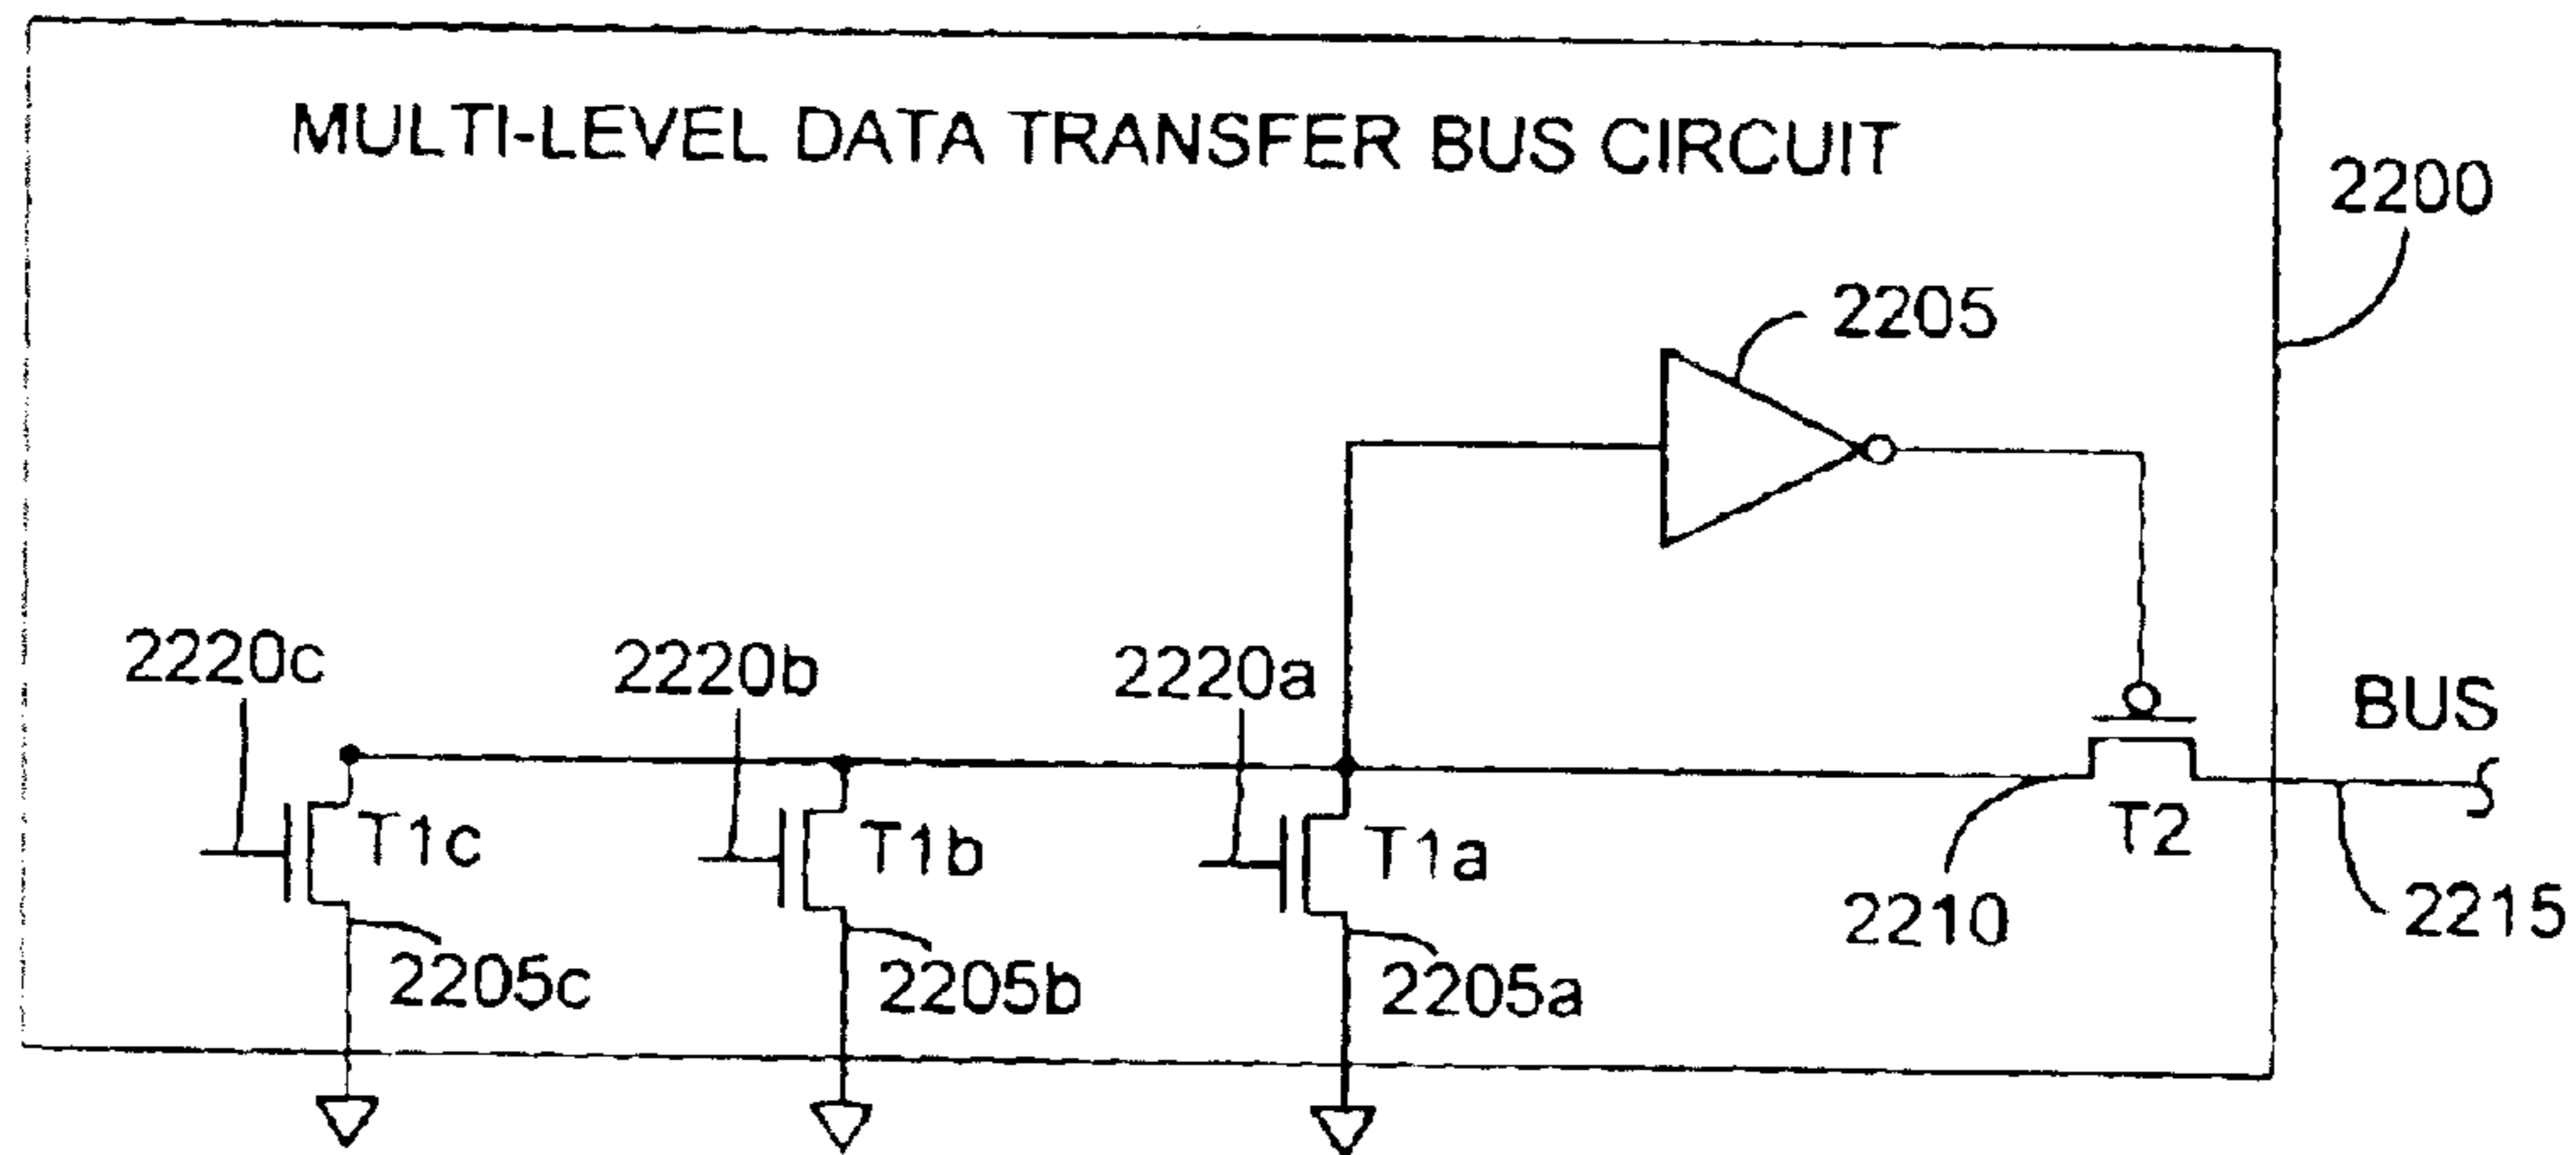 MULTI-LEVEL DATA TRANSFER BUS CIRCUIT
2200
2205
2220c
2220b
2220a
BUS
T1c
T1b
T1a
T2
2210
2215
2205c
2205b
2205a